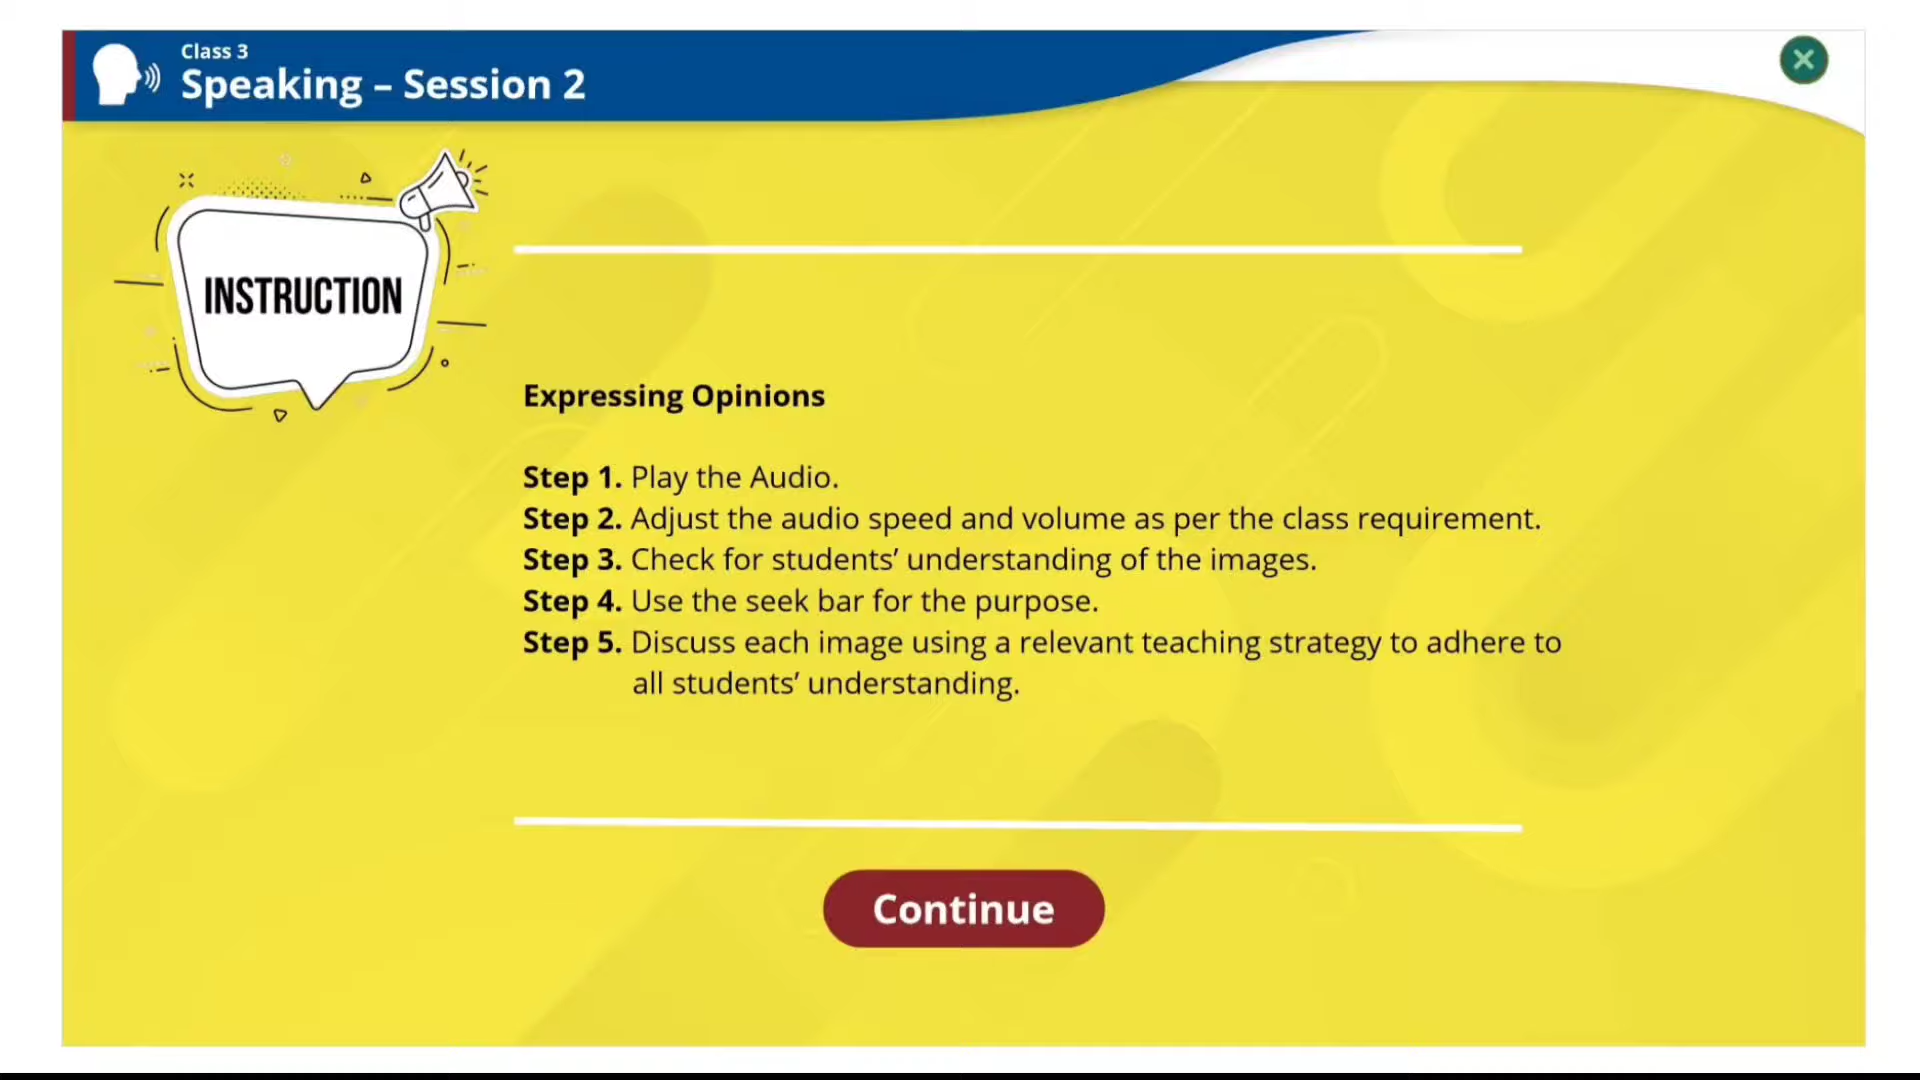 Class 3
Speaking – Session 2
INSTRUCTION
Expressing Opinions
Step 1. Play the Audio.
Step 2. Adjust the audio speed and volume as per the class requirement.
Step 3. Check for students’ understanding of the images.
Step 4. Use the seek bar for the purpose.
Step 5. Discuss each image using a relevant teaching strategy to adhere to
all students’ understanding.
Continue